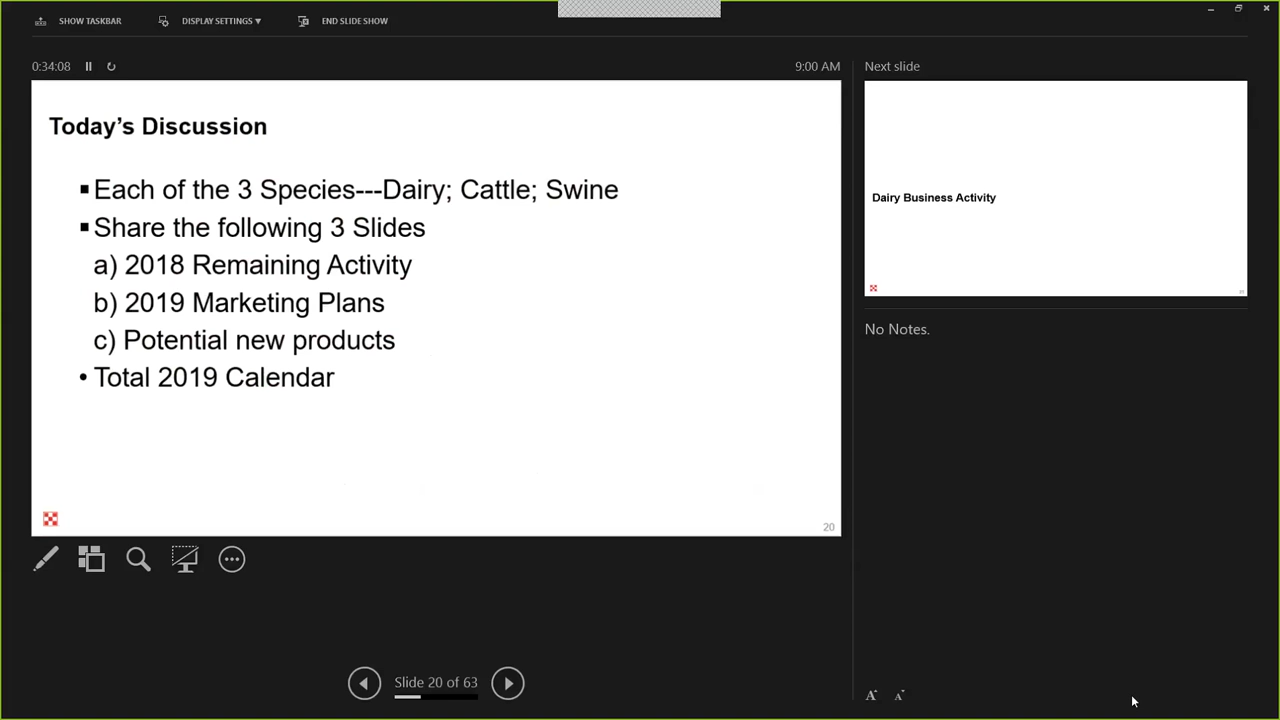 SHOW TASKBAR
DISPLAY SETTINGS ▼
END SLIDE SHOW
0:34:08
9:00 AM
Next slide
Today’s Discussion
▪ Each of the 3 Species---Dairy; Cattle; Swine
▪ Share the following 3 Slides
a) 2018 Remaining Activity
b) 2019 Marketing Plans
c) Potential new products
• Total 2019 Calendar
20
Dairy Business Activity
No Notes.
Slide 20 of 63
A
A